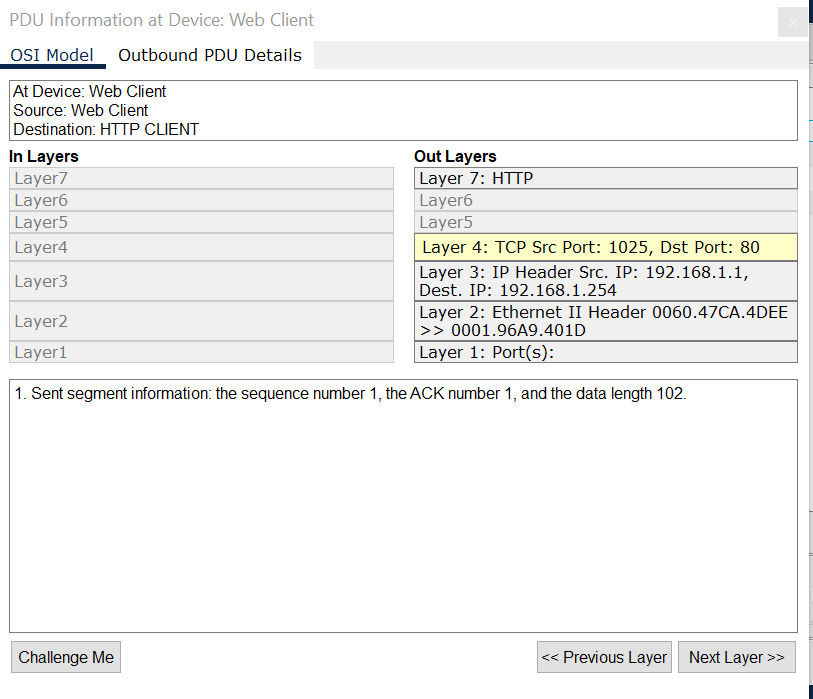 PDU Information at Device: Web Client
×
OSI Model
Outbound PDU Details
At Device: Web Client
Source: Web Client
Destination: HTTP CLIENT
In Layers
Layer7
Layer6
Layer5
Layer4
Layer3
Layer2
Layer1
Out Layers
Layer 7: HTTP
Layer6
Layer5
Layer 4: TCP Src Port: 1025, Dst Port: 80
Layer 3: IP Header Src. IP: 192.168.1.1,
Dest. IP: 192.168.1.254
Layer 2: Ethernet II Header 0060.47CA.4DEE
>> 0001.96A9.401D
Layer 1: Port(s):
1. Sent segment information: the sequence number 1, the ACK number 1, and the data length 102.
Challenge Me
<< Previous Layer
Next Layer >>